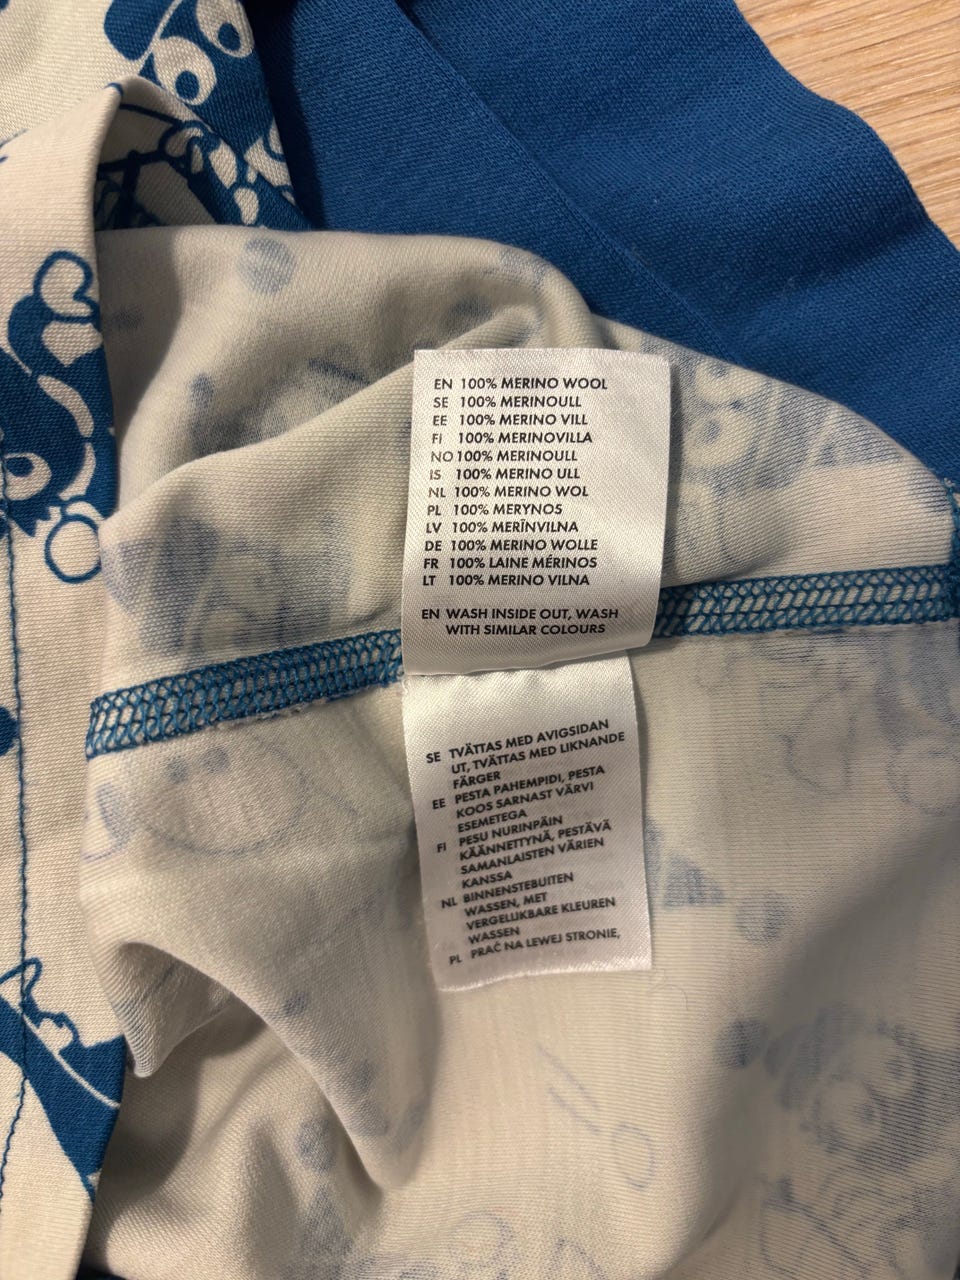 EN 100% MERINO WOOL
SE 100% MERINOULL
EE 100% MERINO VILL
FI 100% MERINOVILLA
NO 100% MERINOULL
IS 100% MERINO ULL
NL 100% MERINO WOL
PL 100% MERYNOS
LV 100% MERĪNVILNA
DE 100% MERINO WOLLE
FR 100% LAINE MÉRINOS
LT 100% MERINO VILNA
EN WASH INSIDE OUT, WASH
WITH SIMILAR COLOURS
SE TVÄTTAS MED AVIGSIDAN
UT, TVÄTTAS MED LIKNANDE
FÄRGER
EE PESTA PAHEMPIDI, PESTA
KOOS SARNAST VÄRVI
ESEMETEGA
FI PESU NURINPÄIN
KÄÄNNETTYNÄ, PESTÄVÄ
SAMANLAISTEN VÄRIEN
KANSSA
NL BINNENSTEBUITEN
WASSEN, MET
VERGELIJKBARE KLEUREN
WASSEN
PL PRAĆ NA LEWEJ STRONIE,